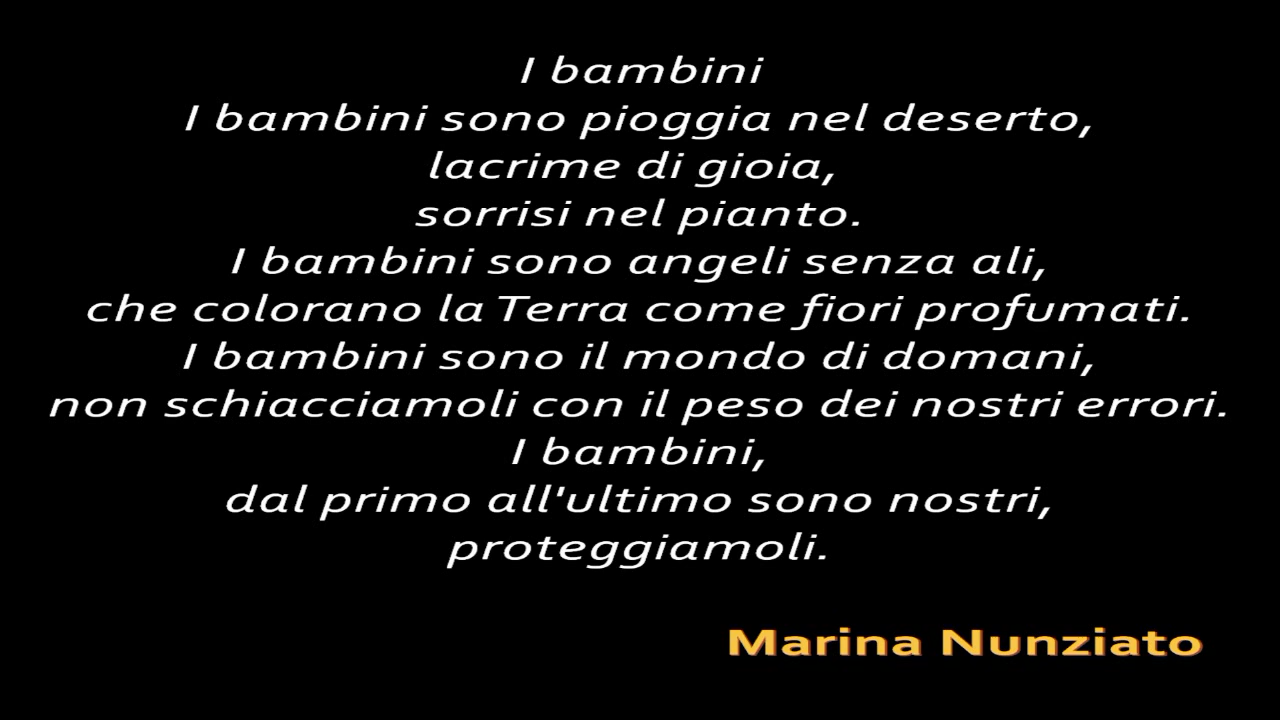 I bambini
I bambini sono pioggia nel deserto,
lacrime di gioia,
sorrisi nel pianto.
I bambini sono angeli senza ali,
che colorano la Terra come fiori profumati.
I bambini sono il mondo di domani,
non schiacciamoli con il peso dei nostri errori.
I bambini,
dal primo all'ultimo sono nostri,
proteggiamoli.
Marina Nunziato